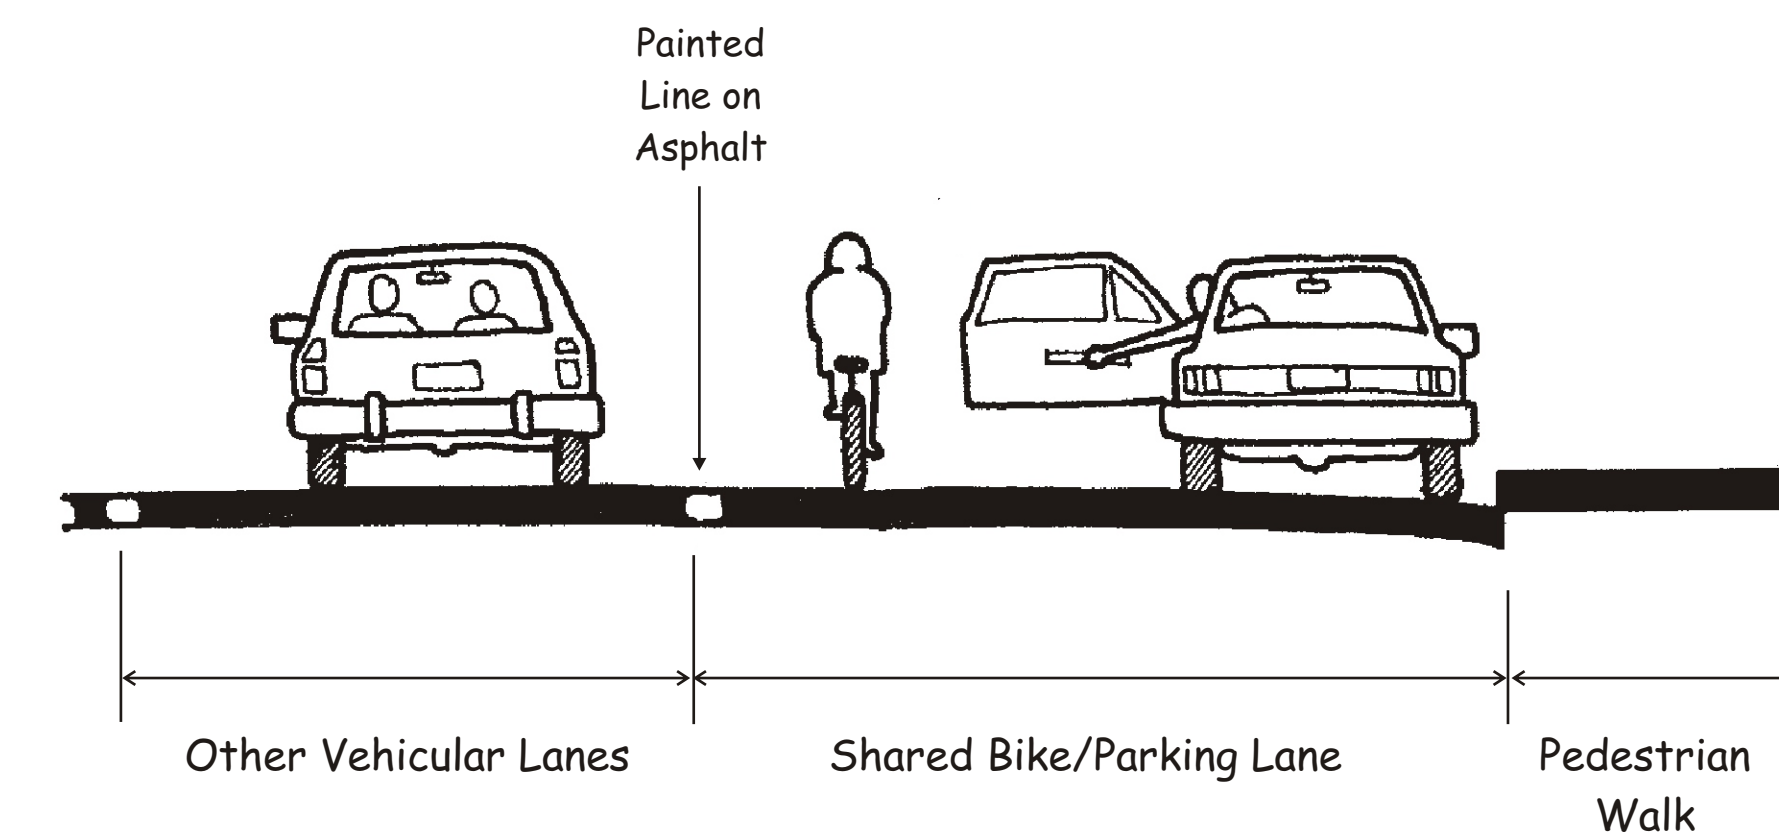 Painted
Line on
Asphalt
Other Vehicular Lanes
Shared Bike/Parking Lane
Pedestrian
Walk